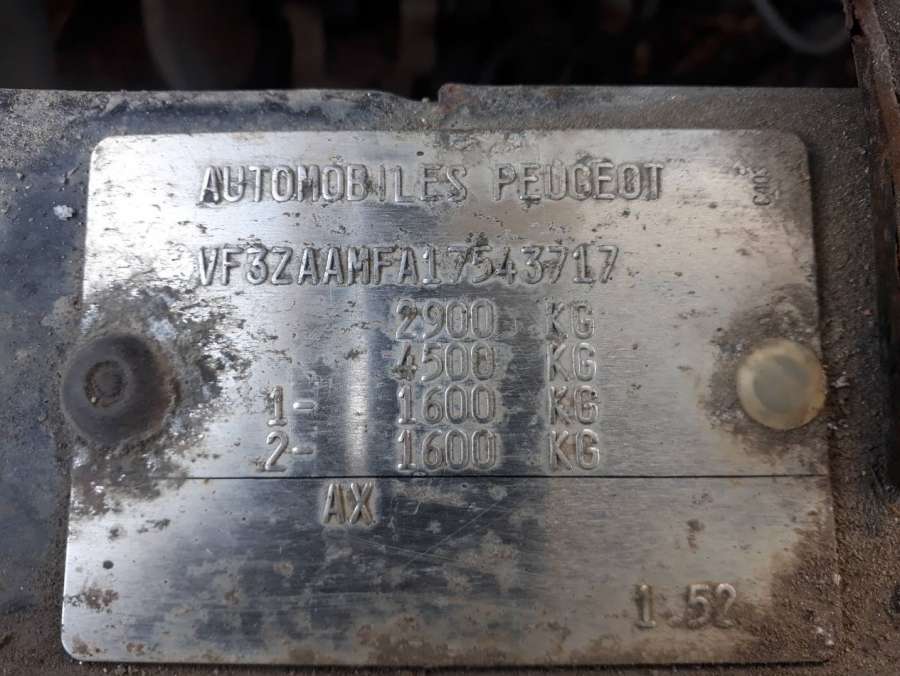 AUTOMOBILES PEUGEOT
VF3ZAAMFA17543717
2900 KG
4500 KG
1- 1600 KG
2- 1600 KG
AX
1.52